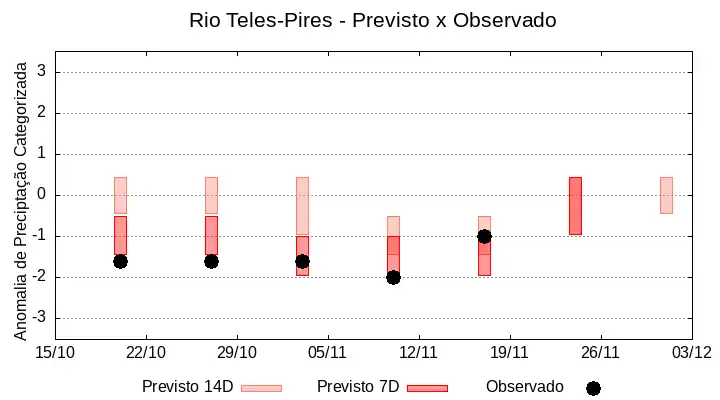 Rio Teles-Pires - Previsto x Observado
Anomalia de Preciptação Categorizada
3
2
1
0
-1
-2
-3
15/10 22/10 29/10 05/11 12/11 19/11 26/11 03/12
Previsto 14D Previsto 7D Observado